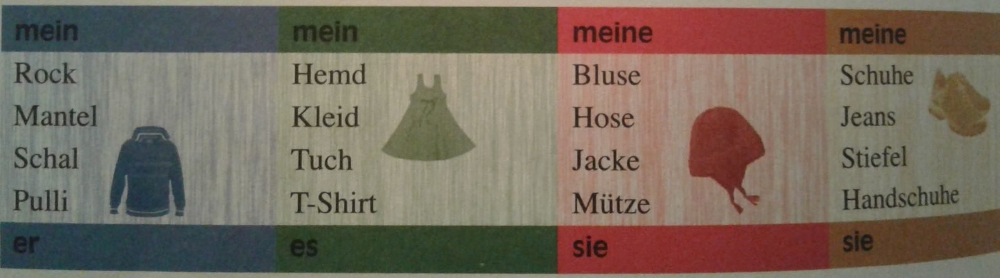 mein mein meine meine
Rock Hemd Bluse Schuhe
Mantel Kleid Hose Jeans
Schal Tuch Jacke Stiefel
Pulli T-Shirt Mütze Handschuhe
er es sie sie